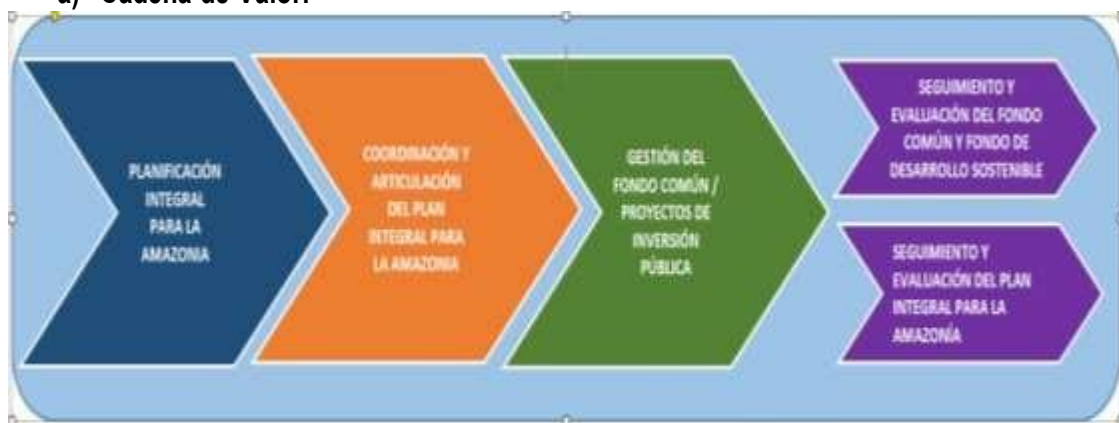 a) Cadena de Valor:
PLANIFICACIÓN
INTEGRAL
PARA LA
AMAZONIA
COORDINACIÓN Y
ARTICULACIÓN
DEL PLAN
INTEGRAL PARA
LA AMAZONIA
GESTIÓN DEL
FONDO COMÚN /
PROYECTOS DE
INVERSIÓN
PÚBLICA
SEGUIMIENTO Y
EVALUACIÓN DEL FONDO
COMÚN Y FONDO DE
DESARROLLO SOSTENIBLE
SEGUIMIENTO Y
EVALUACIÓN DEL PLAN
INTEGRAL PARA LA
AMAZONÍA